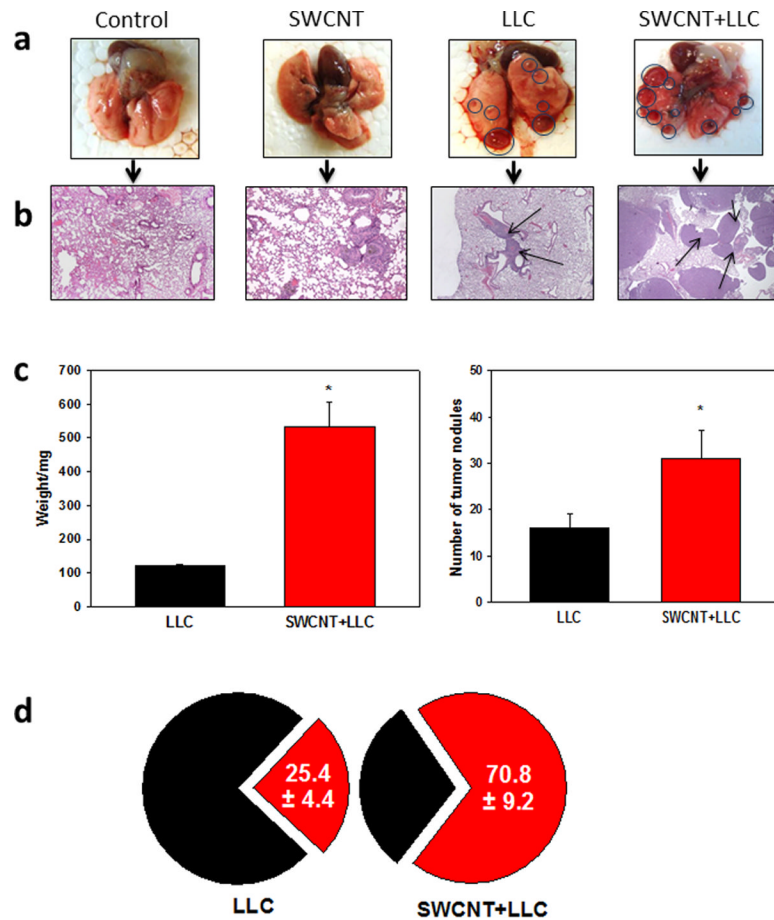 Control SWCNT LLC SWCNT+LLC
a
b
c
700
600
500
400
300
200
100
0
Weight/mg
*
LLC SWCNT+LLC
50
40
30
20
10
0
Number of tumor nodules
*
LLC SWCNT+LLC
d
25.4
± 4.4
70.8
± 9.2
LLC SWCNT+LLC